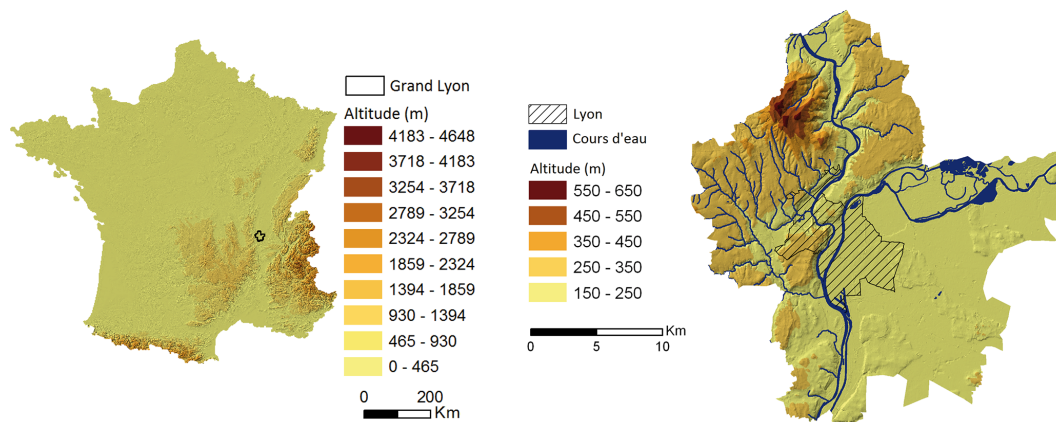 Grand Lyon
Altitude (m)
4183 - 4648
3718 - 4183
3254 - 3718
2789 - 3254
2324 - 2789
1859 - 2324
1394 - 1859
930 - 1394
465 - 930
0 - 465
0 200
Km
Lyon
Cours d'eau
Altitude (m)
550 - 650
450 - 550
350 - 450
250 - 350
150 - 250
Km
0 5 10